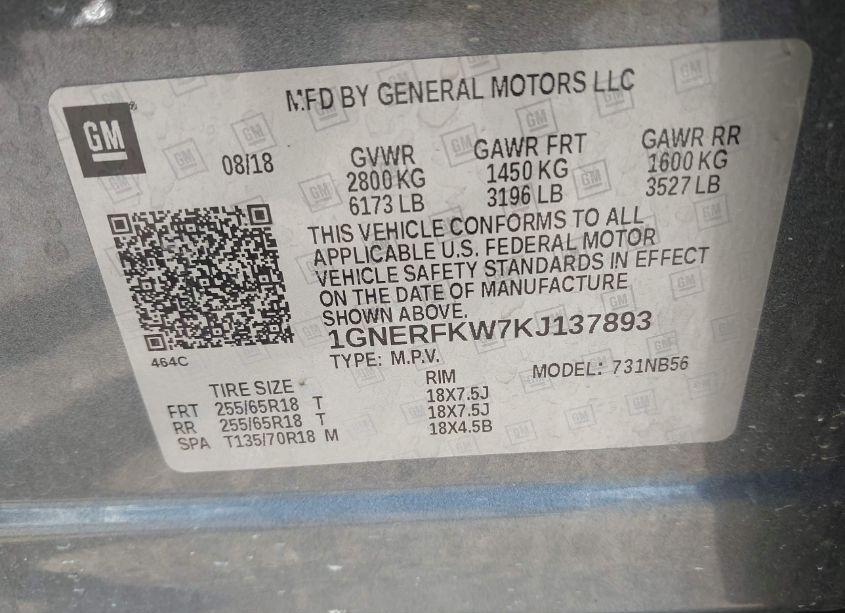 MFD BY GENERAL MOTORS LLC
GM®
08/18
GVWR GAWR FRT GAWR RR
2800 KG 1450 KG 1600 KG
6173 LB 3196 LB 3527 LB
THIS VEHICLE CONFORMS TO ALL
APPLICABLE U.S. FEDERAL MOTOR
VEHICLE SAFETY STANDARDS IN EFFECT
ON THE DATE OF MANUFACTURE
SHOWN ABOVE.
1GNERFKW7KJ137893
464C
TYPE: M.P.V. MODEL: 731NB56
TIRE SIZE RIM
FRT 255/65R18 T 18X7.5J
RR 255/65R18 T 18X7.5J
SPA T135/70R18 M 18X4.5B